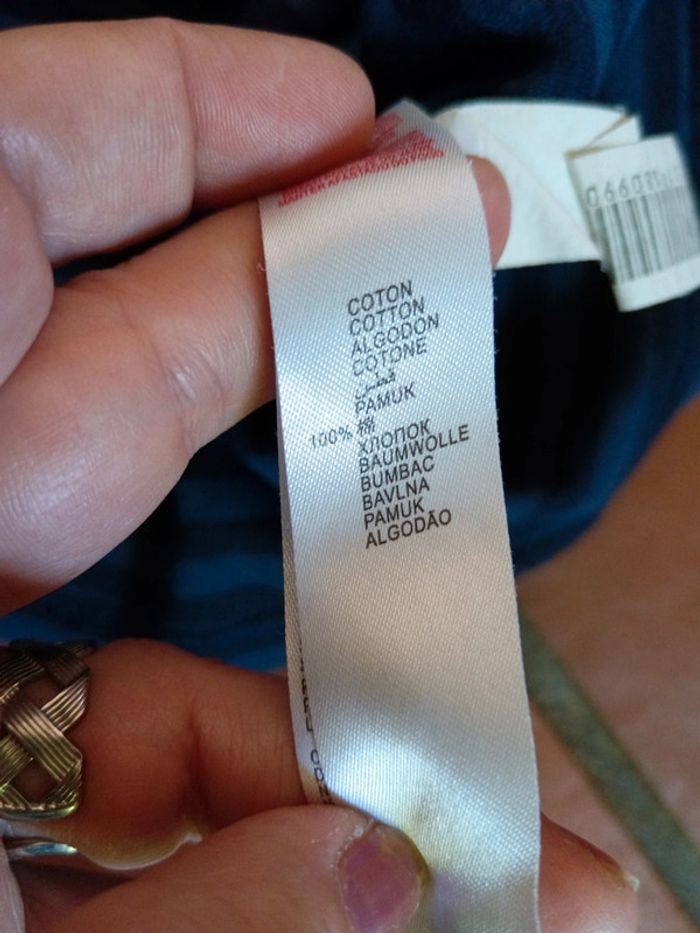 COTON
COTTON
ALGODON
COTONE
قطن
PAMUK
100% 棉
ХЛОПОК
BAUMWOLLE
BUMBAC
BAVLNA
PAMUK
ALGODÃO